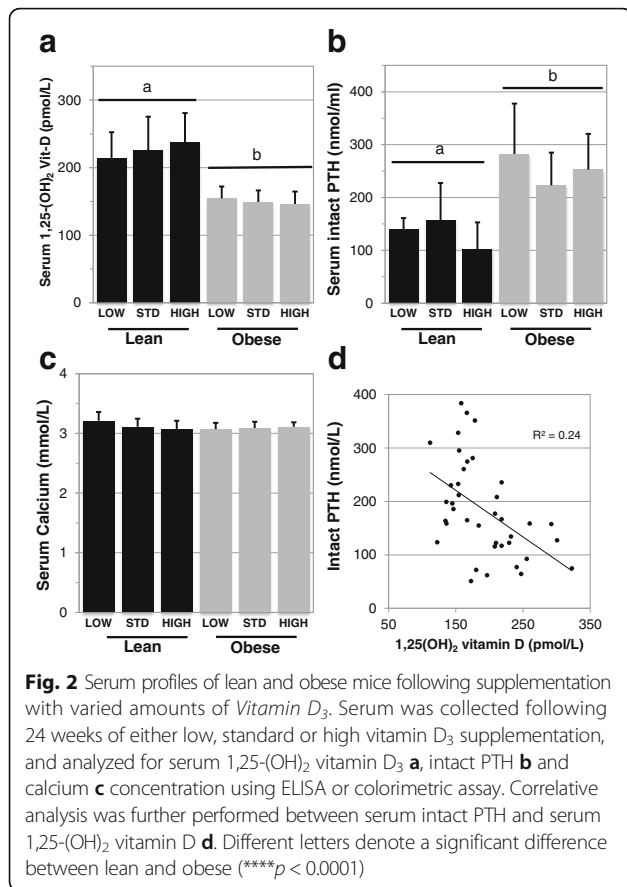 a
Serum 1,25-(OH)₂ Vit-D (pmol/L)
300
250
150
100
0
a
b
LOW STD HIGH LOW STD HIGH
Lean Obese
b
Serum intact PTH (nmol/ml)
400
300
250
150
100
0
a
b
LOW STD HIGH LOW STD HIGH
Lean Obese
c
Serum Calcium (mmol/L)
4
3
2
1
0
LOW STD HIGH LOW STD HIGH
Lean Obese
d
Intact PTH (nmol/L)
400
300
200
100
0
R² = 0.24
50 150 250 350
1,25(OH)₂ vitamin D (pmol/L)
Fig. 2 Serum profiles of lean and obese mice following supplementation
with varied amounts of Vitamin D₃. Serum was collected following
24 weeks of either low, standard or high vitamin D₃ supplementation,
and analyzed for serum 1,25-(OH)₂ vitamin D₃ a, intact PTH b and
calcium c concentration using ELISA or colorimetric assay. Correlative
analysis was further performed between serum intact PTH and serum
1,25-(OH)₂ vitamin D d. Different letters denote a significant difference
between lean and obese (****p < 0.0001)